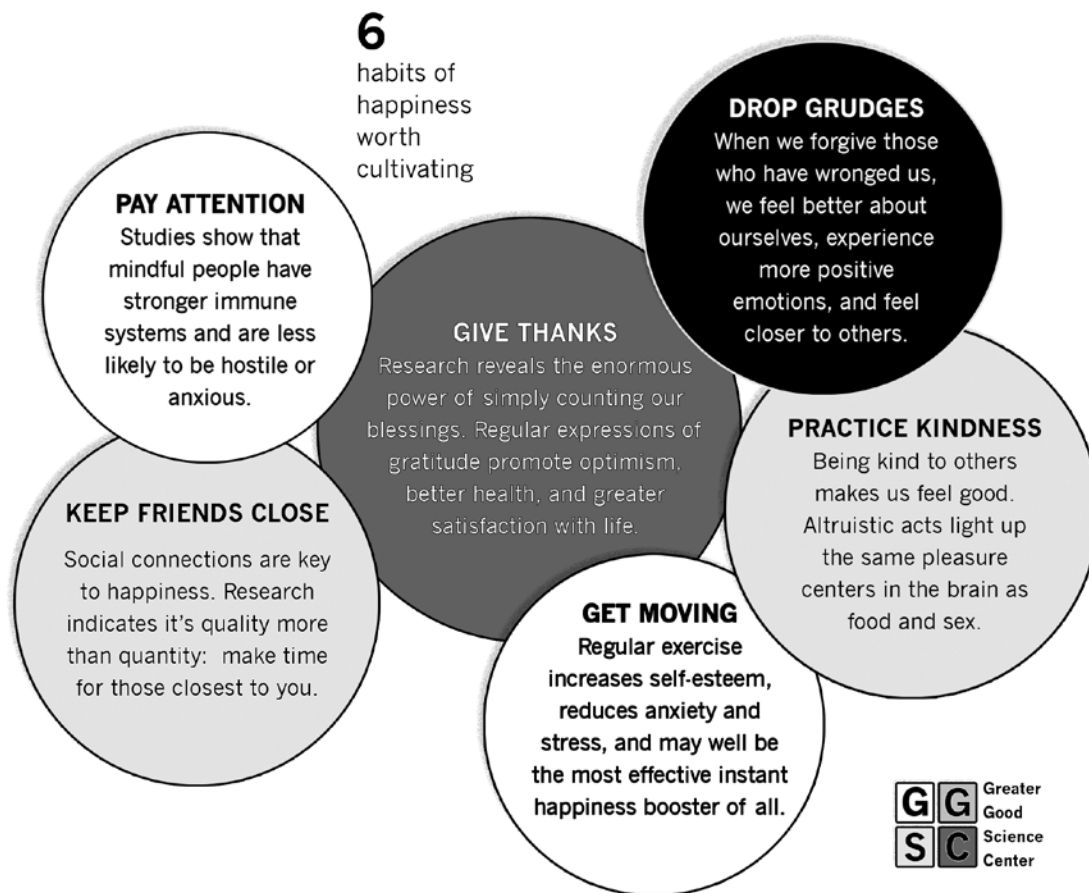 6
habits of
happiness
worth
cultivating
PAY ATTENTION
Studies show that
mindful people have
stronger immune
systems and are less
likely to be hostile or
anxious.
DROP GRUDGES
When we forgive those
who have wronged us,
we feel better about
ourselves, experience
more positive
emotions, and feel
closer to others.
GIVE THANKS
Research reveals the enormous
power of simply counting our
blessings. Regular expressions of
gratitude promote optimism,
better health, and greater
satisfaction with life.
KEEP FRIENDS CLOSE
Social connections are key
to happiness. Research
indicates it’s quality more
than quantity:  make time
for those closest to you.
PRACTICE KINDNESS
Being kind to others
makes us feel good.
Altruistic acts light up
the same pleasure
centers in the brain as
food and sex.
GET MOVING
Regular exercise
increases self-esteem,
reduces anxiety and
stress, and may well be
the most effective instant
happiness booster of all.
G G
S C
Greater
Good
Science
Center